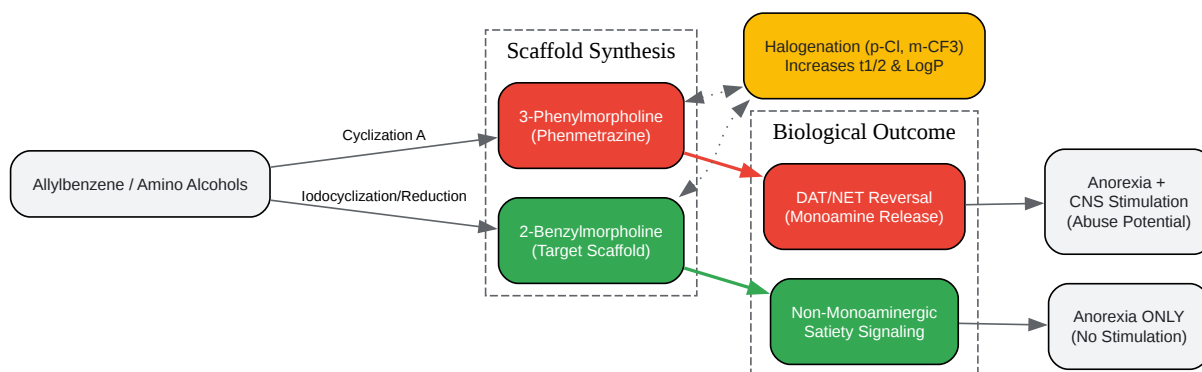 Scaffold Synthesis
Halogenation (p-Cl, m-CF3)
Increases t1/2 & LogP
3-Phenylmorpholine
(Phenmetrazine)
Cyclization A
Biological Outcome
Allylbenzene / Amino Alcohols
Iodocyclization/Reduction
DAT/NET Reversal
(Monoamine Release)
Anorexia +
CNS Stimulation
(Abuse Potential)
2-Benzylmorpholine
(Target Scaffold)
Non-Monoaminergic
Satiety Signaling
Anorexia ONLY
(No Stimulation)